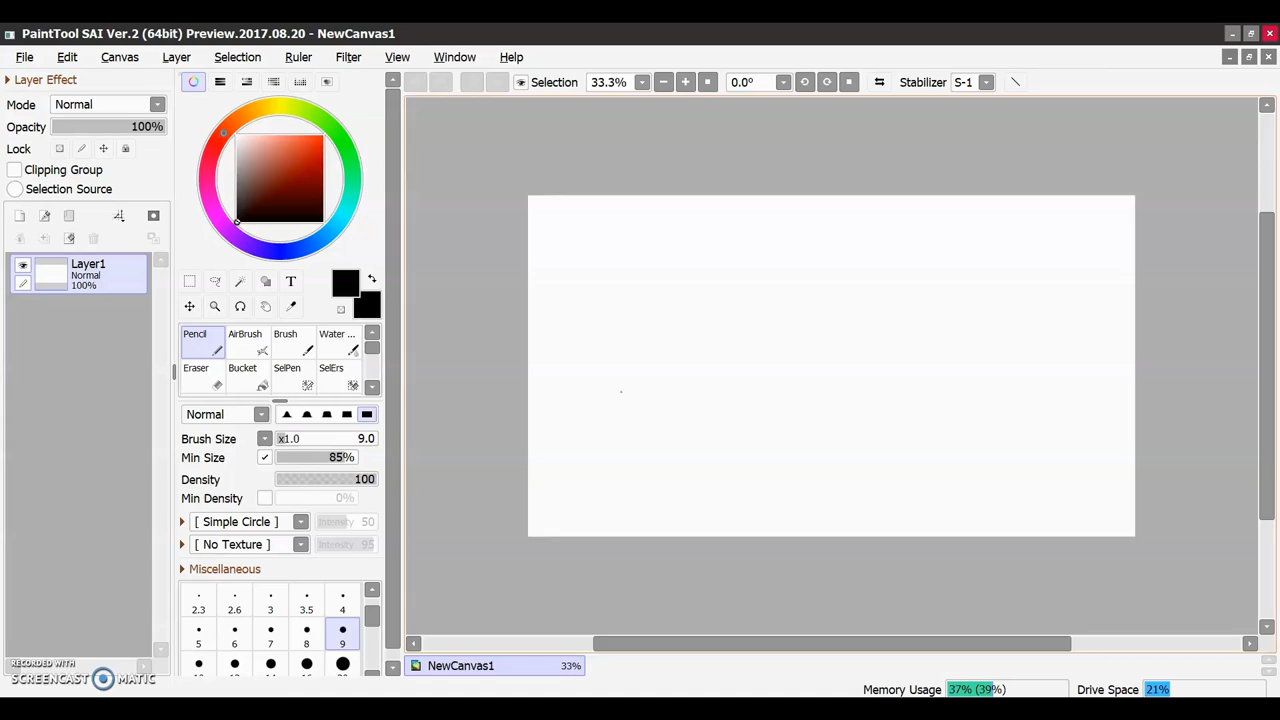 PaintTool SAI Ver.2 (64bit) Preview.2017.08.20 - NewCanvas1
File Edit Canvas Layer Selection Ruler Filter View Window Help
Layer Effect
Mode Normal
Opacity 100%
Lock
Clipping Group
Selection Source
Layer1
Normal
100%
T
Pencil AirBrush Brush Water ...
Eraser Bucket SelPen SelErs
Normal
Brush Size x1.0 9.0
Min Size 85%
Density 100
Min Density 0%
[ Simple Circle ] Intensity 50
[ No Texture ] Intensity 95
Miscellaneous
2.3 2.6 3 3.5 4
5 6 7 8 9
Selection 33.3% 0.0° Stabilizer S-1
NewCanvas1 33%
Memory Usage 37% (39%) Drive Space 21%
RECORDED WITH
SCREENCAST MATIC